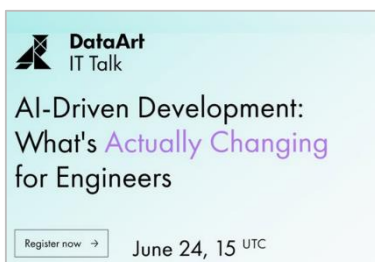 DataArt
IT Talk
AI-Driven Development:
What's Actually Changing
for Engineers
Register now →
June 24, 15 UTC